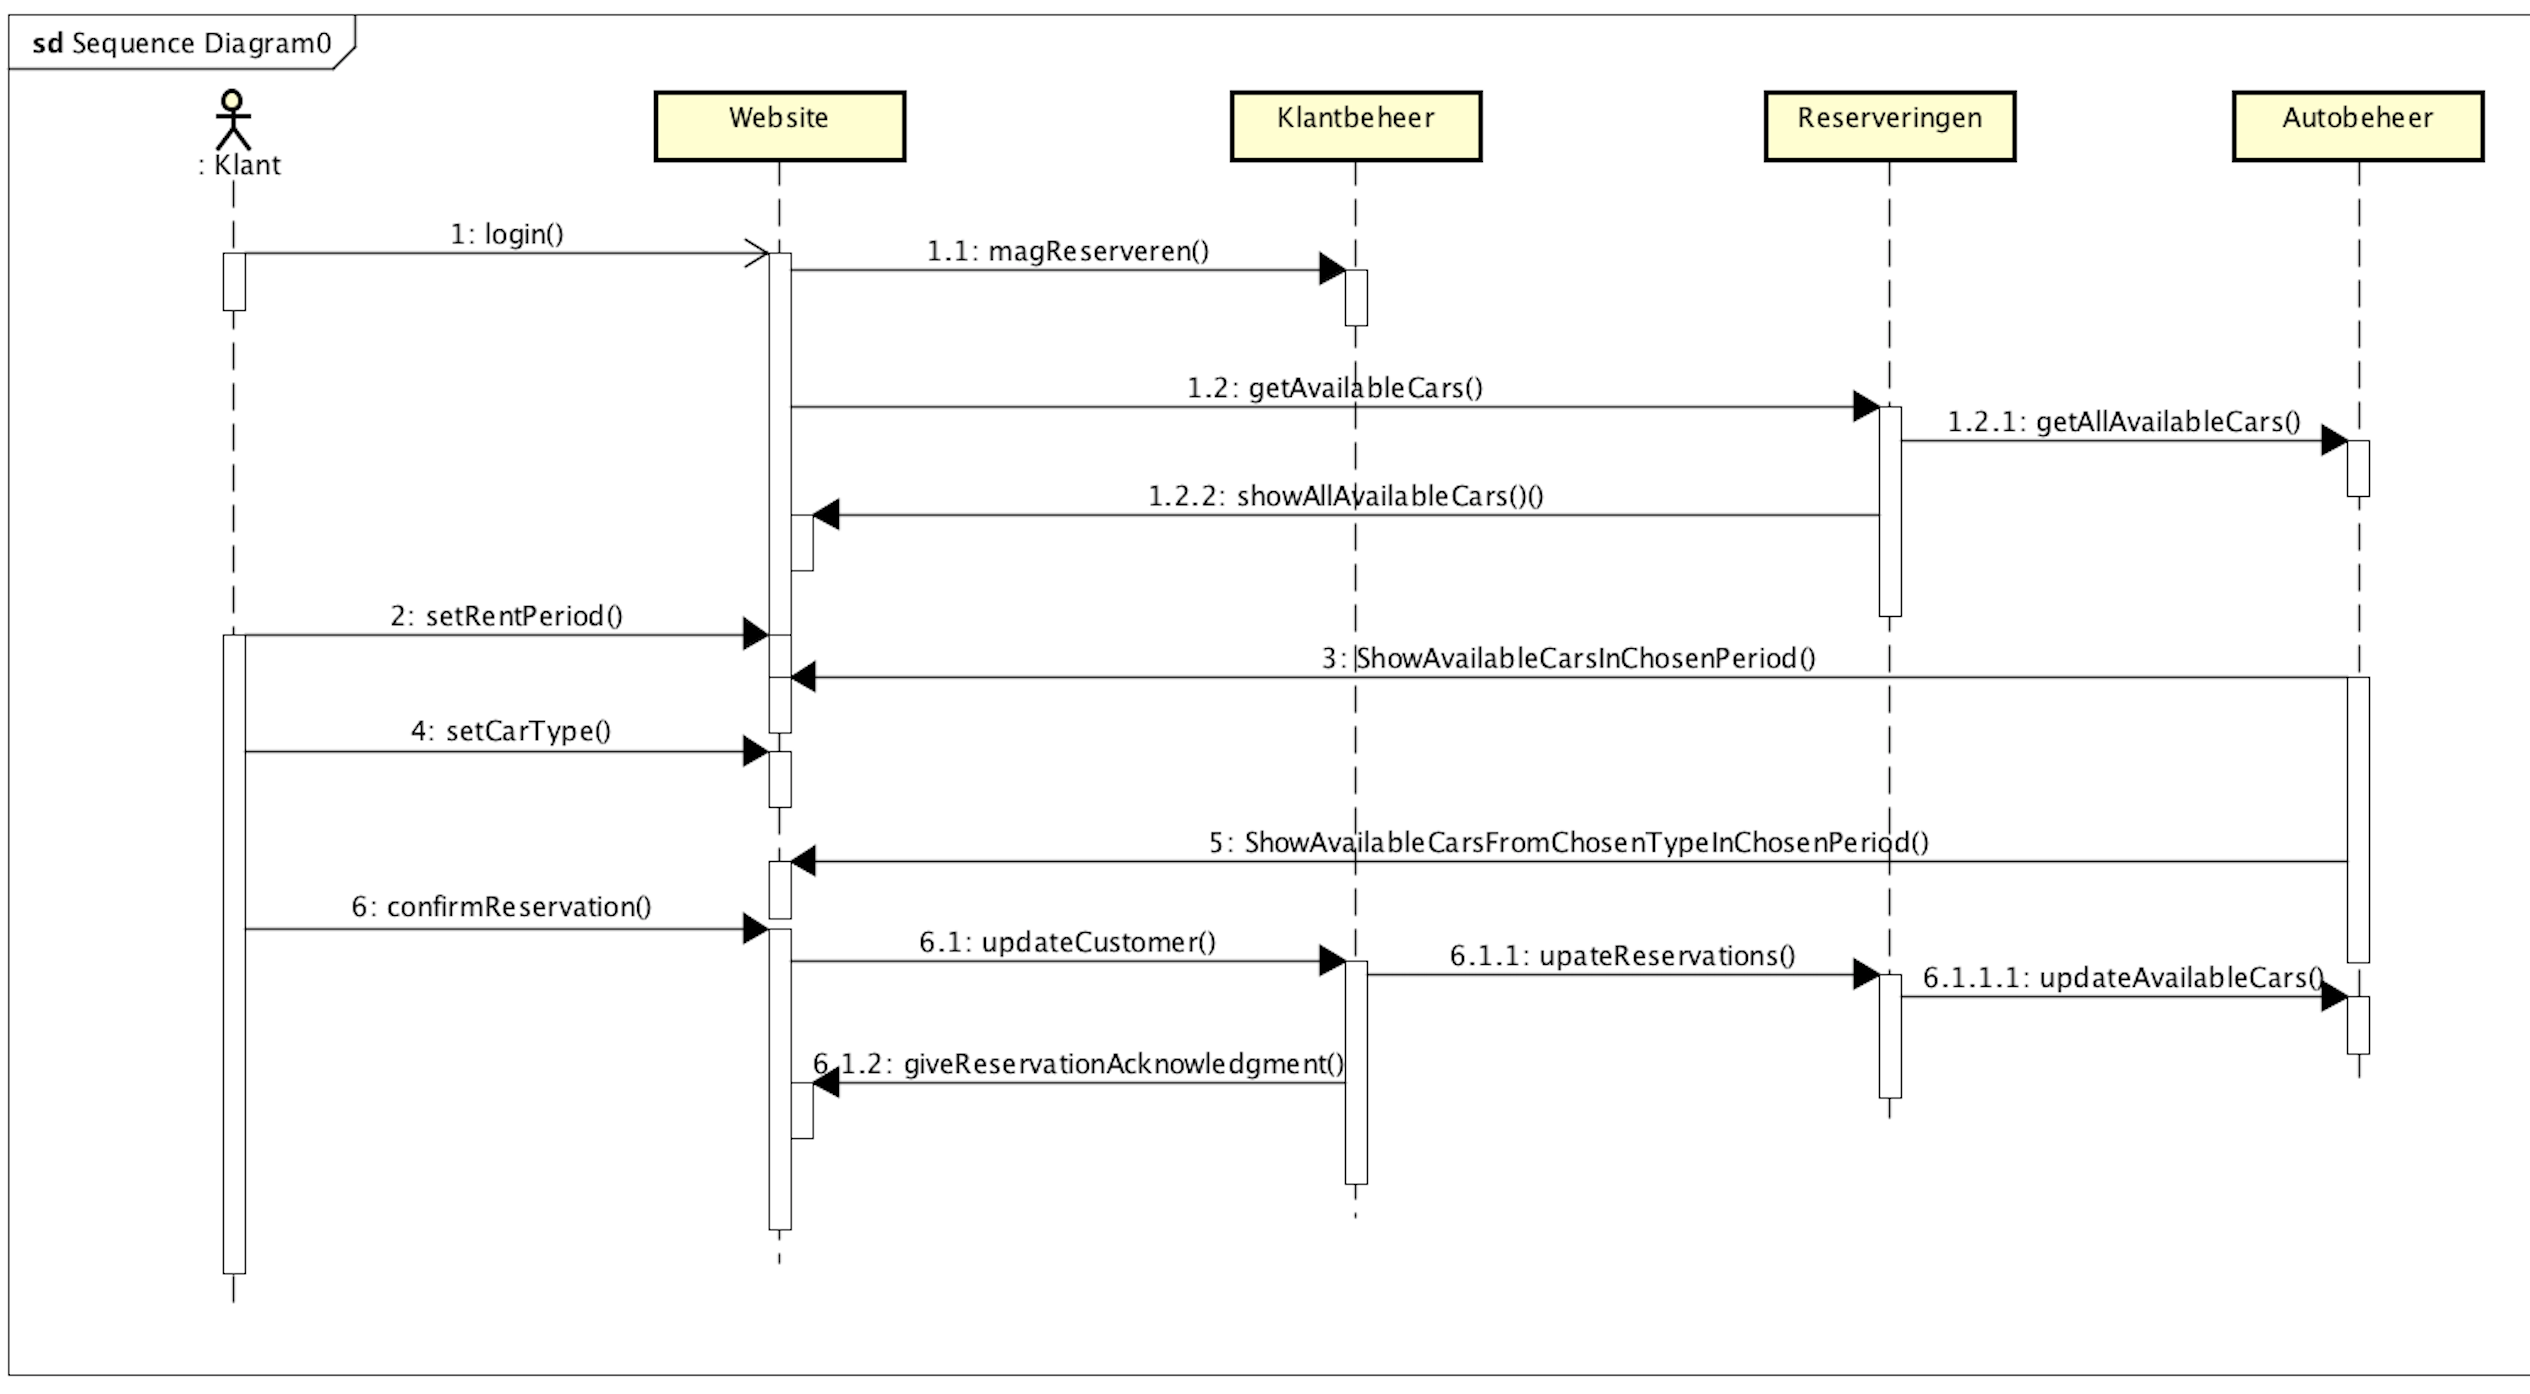 sd Sequence Diagram0
: Klant
Website
Klantbeheer
Reserveringen
Autobeheer
1: login()
1.1: magReserveren()
1.2: getAvailableCars()
1.2.1: getAllAvailableCars()
1.2.2: showAllAvailableCars()()
2: setRentPeriod()
3: ShowAvailableCarsInChosenPeriod()
4: setCarType()
5: ShowAvailableCarsFromChosenTypeInChosenPeriod()
6: confirmReservation()
6.1: updateCustomer()
6.1.1: upateReservations()
6.1.1.1: updateAvailableCars()
6.1.2: giveReservationAcknowledgment()